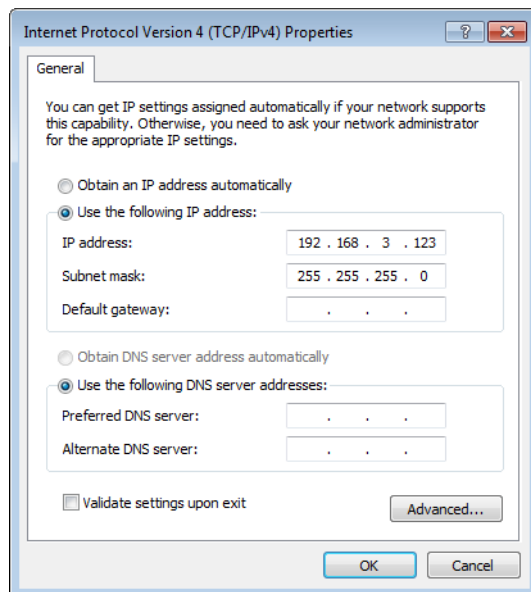 Internet Protocol Version 4 (TCP/IPv4) Properties
General
You can get IP settings assigned automatically if your network supports
this capability. Otherwise, you need to ask your network administrator
for the appropriate IP settings.
Obtain an IP address automatically
Use the following IP address:
IP address: 192 . 168 . 3 . 123
Subnet mask: 255 . 255 . 255 . 0
Default gateway: . . .
Obtain DNS server address automatically
Use the following DNS server addresses:
Preferred DNS server: . . .
Alternate DNS server: . . .
Validate settings upon exit
Advanced...
OK Cancel